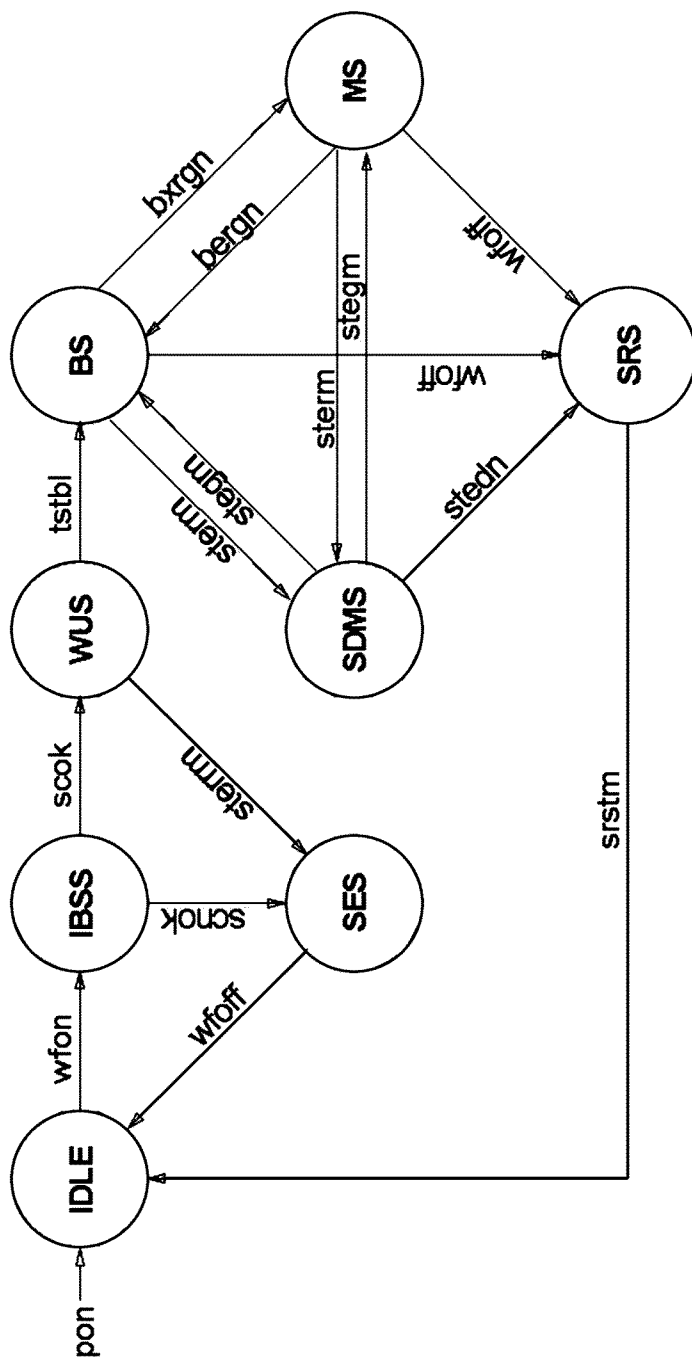 pon
IDLE
wfon
IBSS
scok
WUS
tstbl
BS
bxrgn
MS
bergn
scnok
sterrm
sterm
stegm
wfoff
SES
SDMS
sterm
stegm
wfoff
wfoff
stedn
SRS
srstm